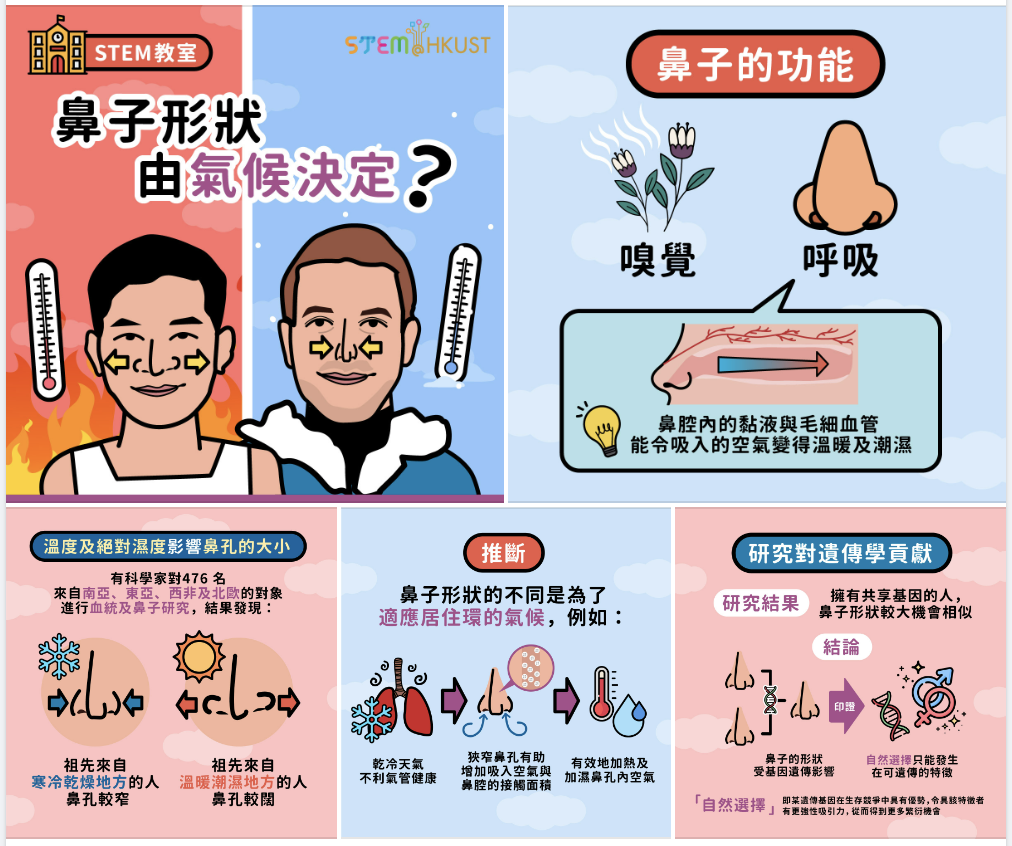 STEM教室
STEM@HKUST
鼻子形狀
由氣候決定?
鼻子的功能
嗅覺
呼吸
鼻腔內的黏液與毛細血管
能令吸入的空氣變得溫暖及潮濕
溫度及絕對濕度影響鼻孔的大小
有科學家對476 名
來自南亞、東亞、西非及北歐的對象
進行血統及鼻子研究，結果發現：
祖先來自
寒冷乾燥地方的人
鼻孔較窄
祖先來自
溫暖潮濕地方的人
鼻孔較闊
推斷
鼻子形狀的不同是為了
適應居住環的氣候，例如：
乾冷天氣
不利氣管健康
狹窄鼻孔有助
增加吸入空氣與
鼻腔的接觸面積
有效地加熱及
加濕鼻孔內空氣
研究對遺傳學貢獻
研究結果
擁有共享基因的人，
鼻子形狀較大機會相似
結論
印證
鼻子的形狀
受基因遺傳影響
自然選擇只能發生
在可遺傳的特徵
「自然選擇」
即某遺傳基因在生存競爭中具有優勢，令具該特徵者
有更強性吸引力，從而得到更多繁衍機會